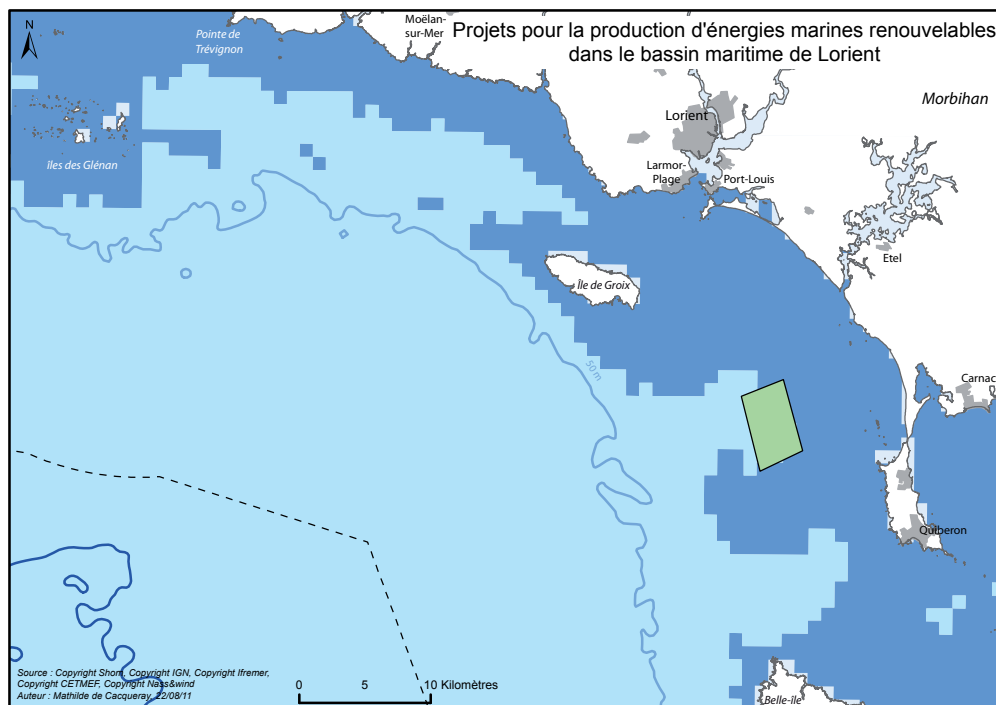 Projets pour la production d'énergies marines renouvelables
dans le bassin maritime de Lorient
N
Pointe de
Trévignon
Moëlan-
sur-Mer
Morbihan
Lorient
Larmor-
Plage
Port-Louis
îles des Glénan
Etel
Île de Groix
50 m
Carnac
Quiberon
Belle-île
Source : Copyright Shom, Copyright IGN, Copyright Ifremer,
Copyright CETMEF, Copyright Nass&wind
Auteur : Mathilde de Cacqueray, 22/08/11
0 5 10 Kilomètres